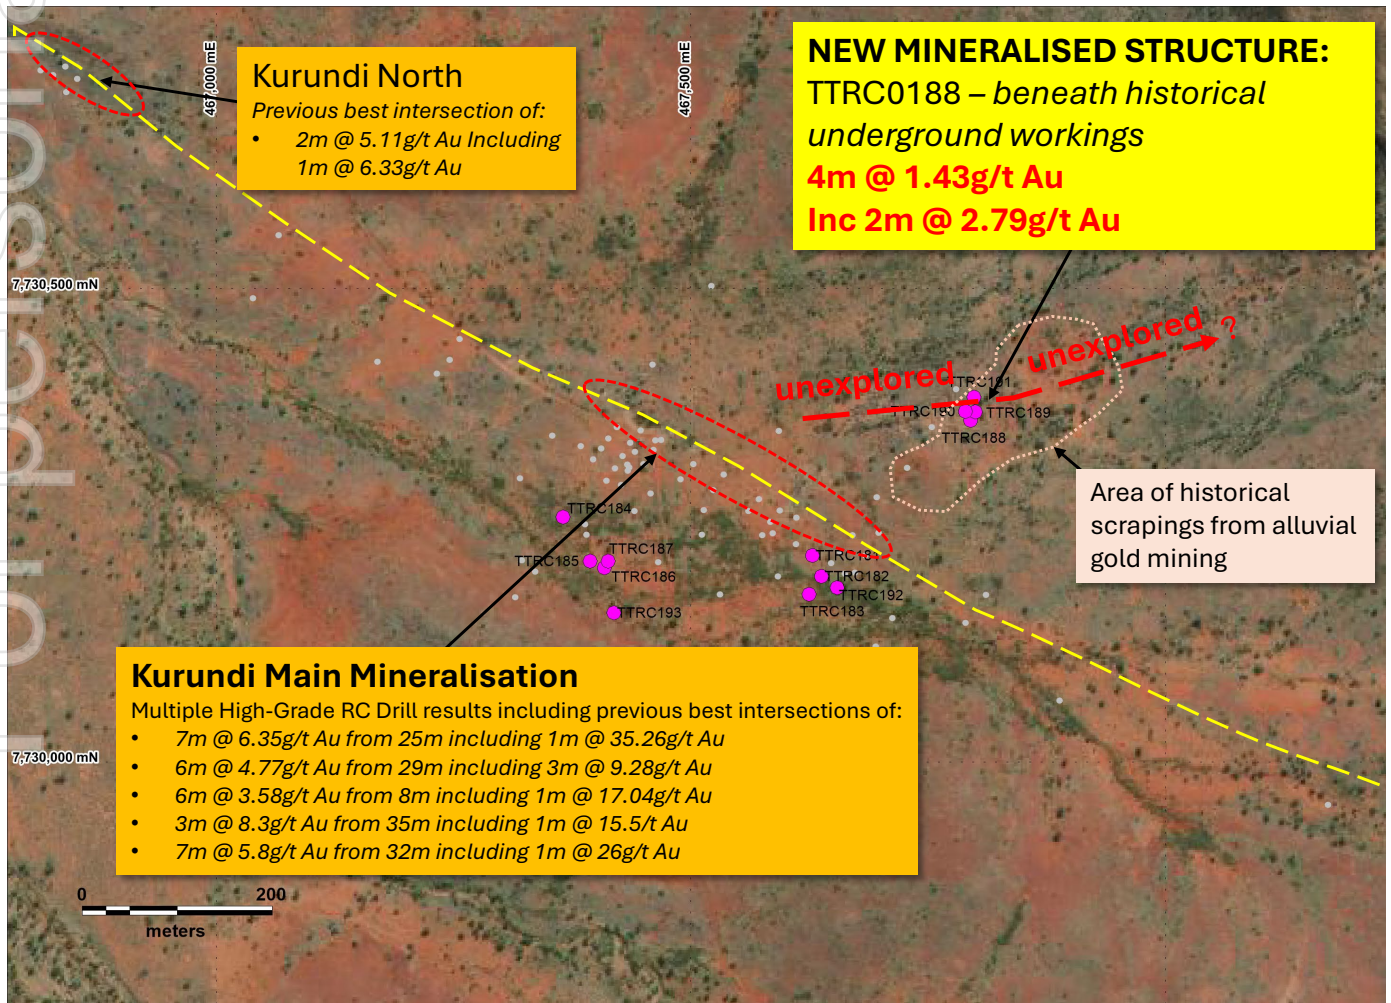 Kurundi North
Previous best intersection of:
• 2m @ 5.11g/t Au Including
1m @ 6.33g/t Au
467,000 mE
467,500 mE
NEW MINERALISED STRUCTURE:
TTRC0188 – beneath historical
underground workings
4m @ 1.43g/t Au
Inc 2m @ 2.79g/t Au
7,730,500 mN
unexplored
unexplored ?
TTRC191
TTRC190
TTRC189
TTRC188
Area of historical
scrapings from alluvial
gold mining
TTRC184
TTRC187
TTRC185
TTRC186
TTRC193
TTRC181
TTRC182
TTRC192
TTRC183
Kurundi Main Mineralisation
Multiple High-Grade RC Drill results including previous best intersections of:
• 7m @ 6.35g/t Au from 25m including 1m @ 35.26g/t Au
• 6m @ 4.77g/t Au from 29m including 3m @ 9.28g/t Au
• 6m @ 3.58g/t Au from 8m including 1m @ 17.04g/t Au
• 3m @ 8.3g/t Au from 35m including 1m @ 15.5/t Au
• 7m @ 5.8g/t Au from 32m including 1m @ 26g/t Au
7,730,000 mN
0 200
meters